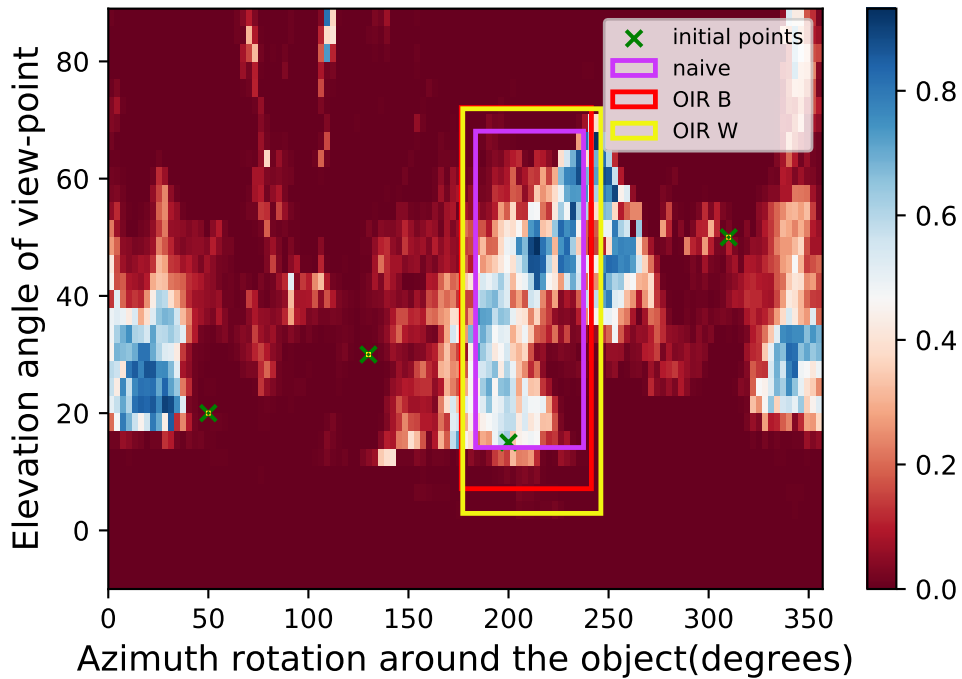 initial points
naive
OIR B
OIR W
80
60
40
20
0
0 50 100 150 200 250 300 350
0.8
0.6
0.4
0.2
0.0
Elevation angle of view-point
Azimuth rotation around the object(degrees)